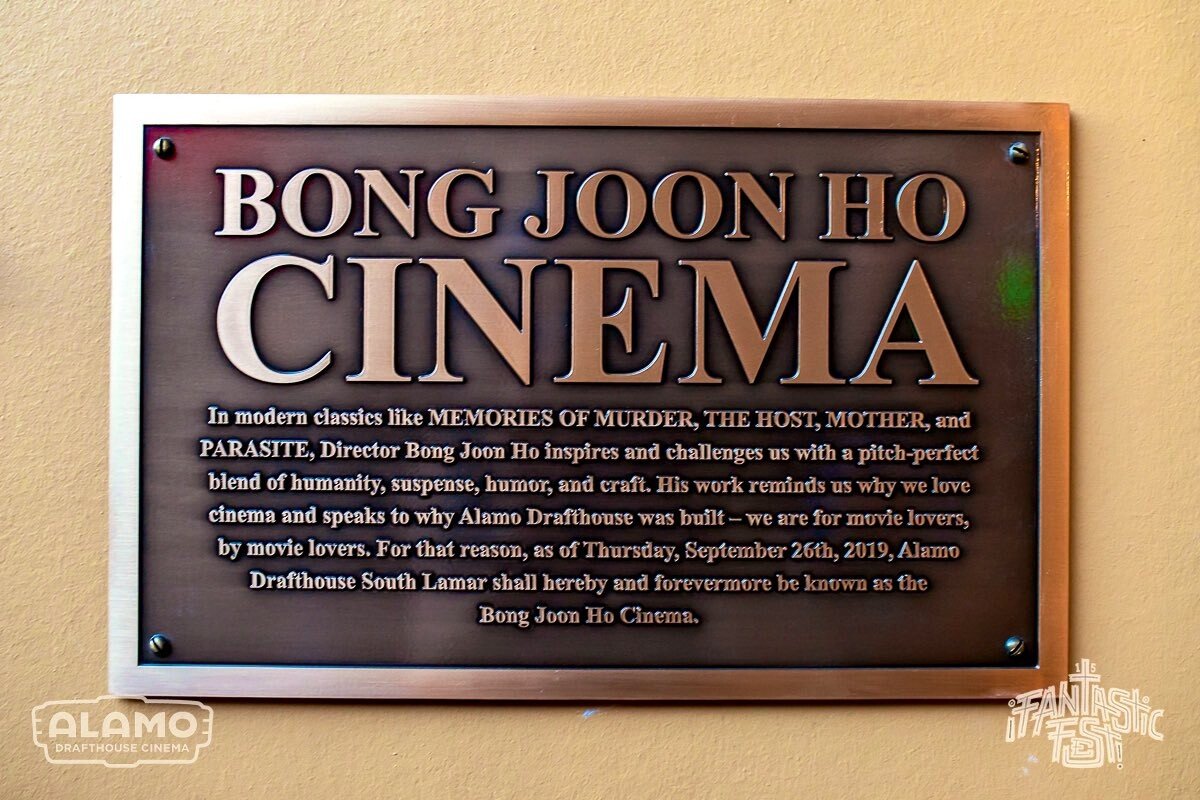 BONG JOON HO
CINEMA
In modern classics like MEMORIES OF MURDER, THE HOST, MOTHER, and
PARASITE, Director Bong Joon Ho inspires and challenges us with a pitch-perfect
blend of humanity, suspense, humor, and craft. His work reminds us why we love
cinema and speaks to why Alamo Drafthouse was built – we are for movie lovers,
by movie lovers. For that reason, as of Thursday, September 26th, 2019, Alamo
Drafthouse South Lamar shall hereby and forevermore be known as the
Bong Joon Ho Cinema.
ALAMO
DRAFTHOUSE CINEMA
15
¡FANTASTIC
FEST!